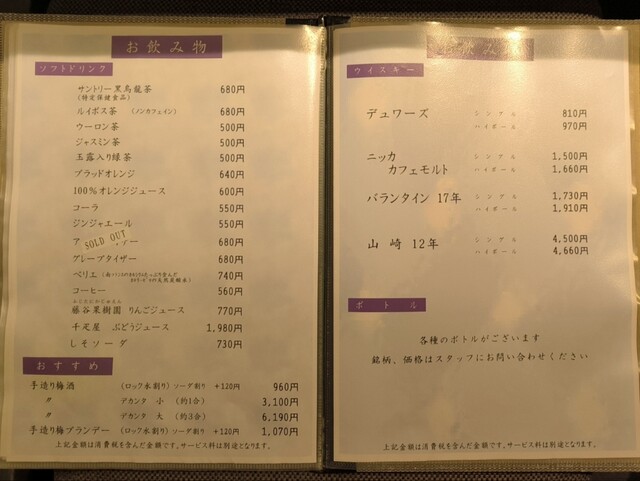 お飲み物
ソフトドリンク
サントリー黒烏龍茶 680円
(特定保健食品)
ルイボス茶 (ノンカフェイン) 680円
ウーロン茶 500円
ジャスミン茶 500円
玉露入り緑茶 500円
ブラッドオレンジ 640円
100%オレンジジュース 600円
コーラ 550円
ジンジャエール 550円
SOLD OUT 680円
グレープタイザー 680円
ペリエ 740円
コーヒー 560円
藤谷果樹園 りんごジュース 770円
千疋屋 ぶどうジュース 1,980円
しそソーダ 730円
おすすめ
手造り梅酒 (ロック水割り) ソーダ割り +120円 960円
〃 デカンタ 小 (約1合) 3,100円
〃 デカンタ 大 (約3合) 6,190円
手造り梅ブランデー (ロック水割り) ソーダ割り +120円 1,070円
上記金額は消費税を含んだ金額です。サービス料は別途となります。
お飲み物
ウイスキー
デュワーズ シングル 810円
ハイボール 970円
ニッカ シングル 1,500円
カフェモルト ハイボール 1,660円
バランタイン 17年 シングル 1,730円
ハイボール 1,910円
山崎 12年 シングル 4,500円
ハイボール 4,660円
ボトル
各種のボトルがございます
銘柄、価格はスタッフにお問い合わせください
上記金額は消費税を含んだ金額です。サービス料は別途となります。